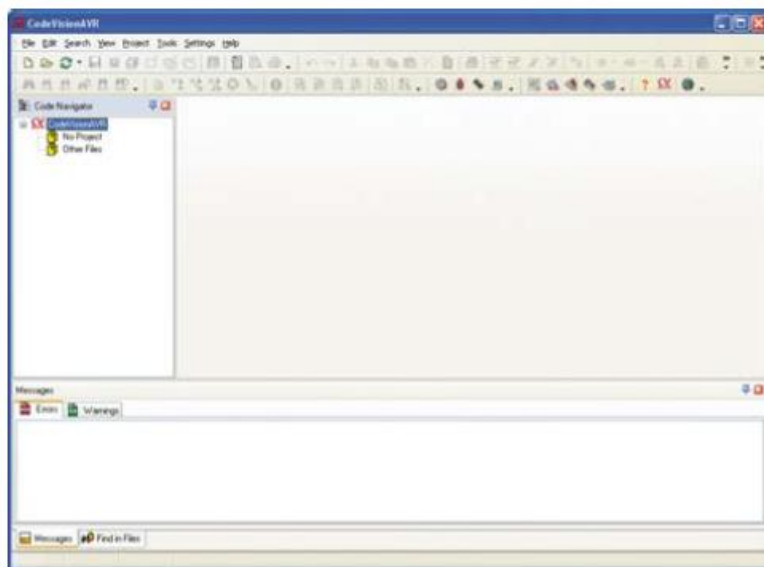 CodeVisionAVR
File Edit Search View Project Tools Settings Help
Code Navigator
CodeVisionAVR
No Project
Other Files
Messages
Errors Warnings
Messages Find in Files